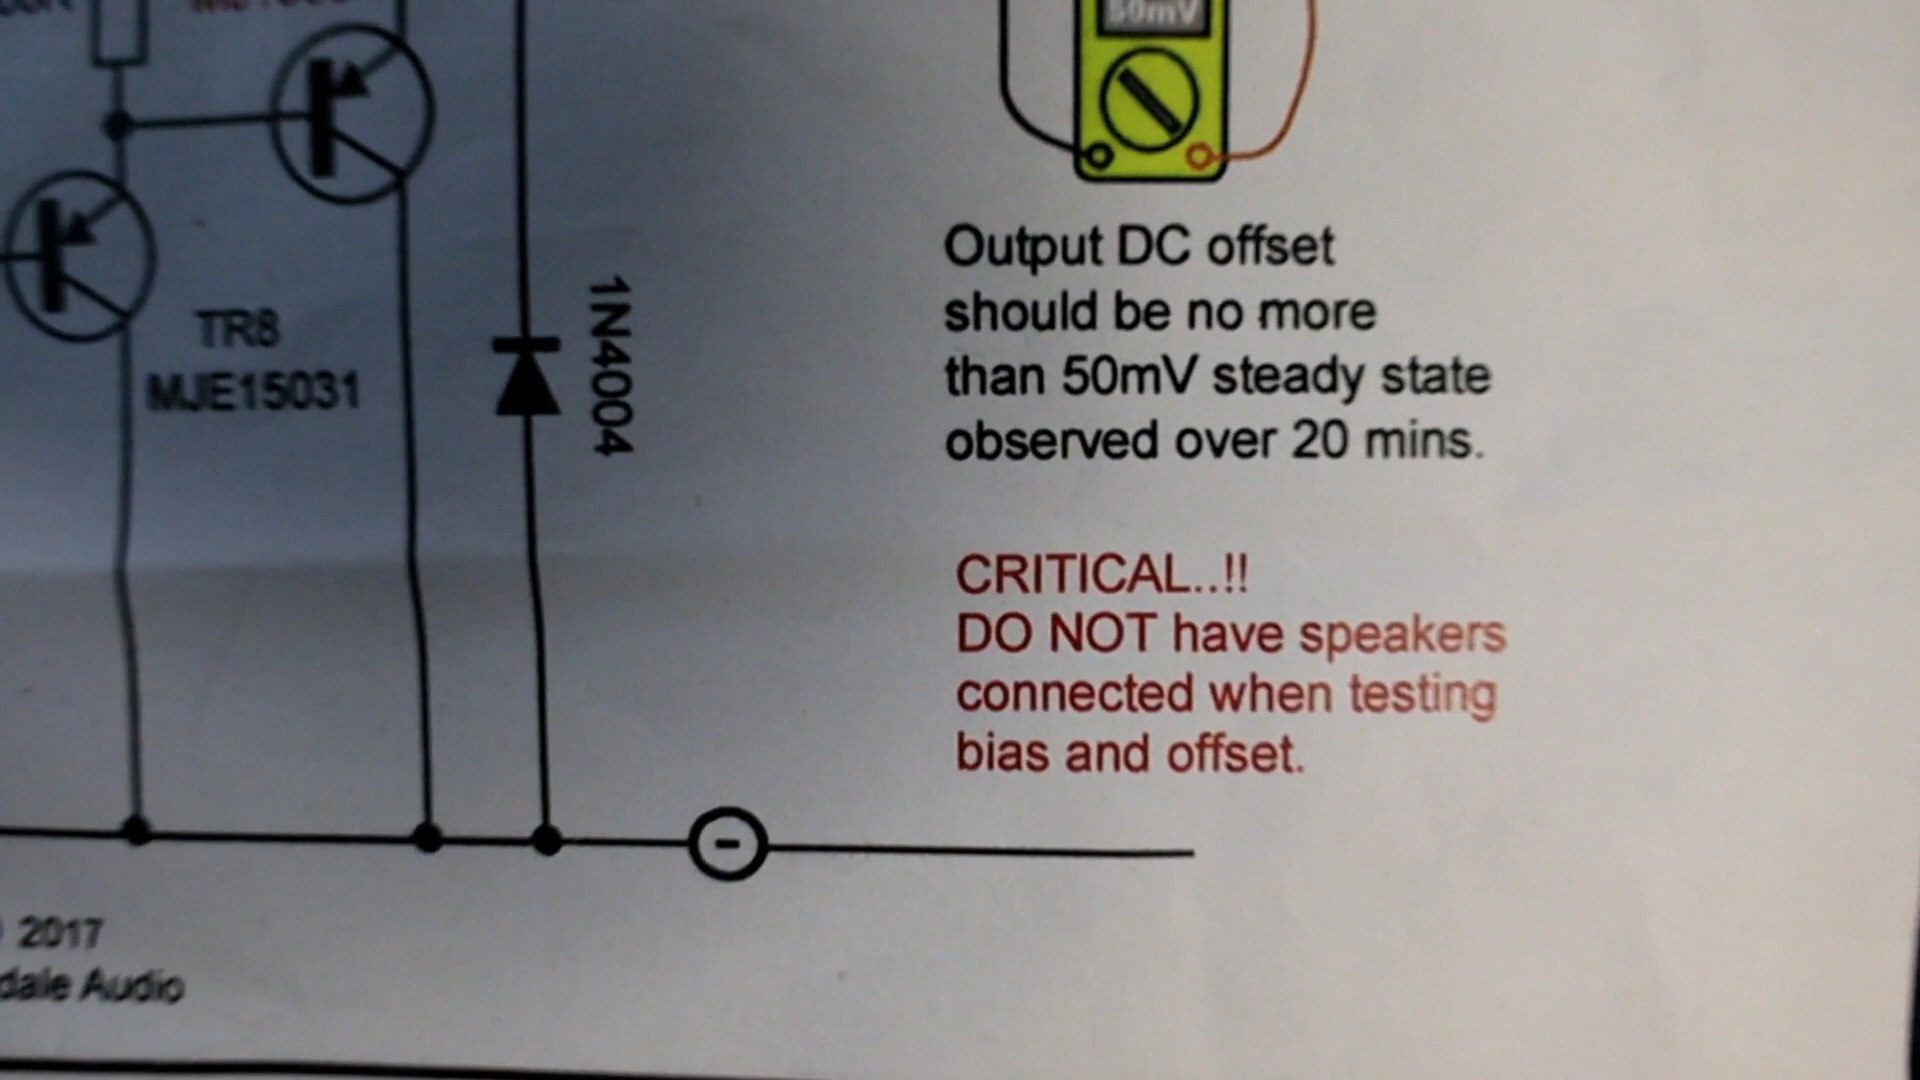 50mV
Output DC offset
should be no more
than 50mV steady state
observed over 20 mins.
1N4004
TR8
MJE15031
CRITICAL..!!
DO NOT have speakers
connected when testing
bias and offset.
-
2017
dale Audio